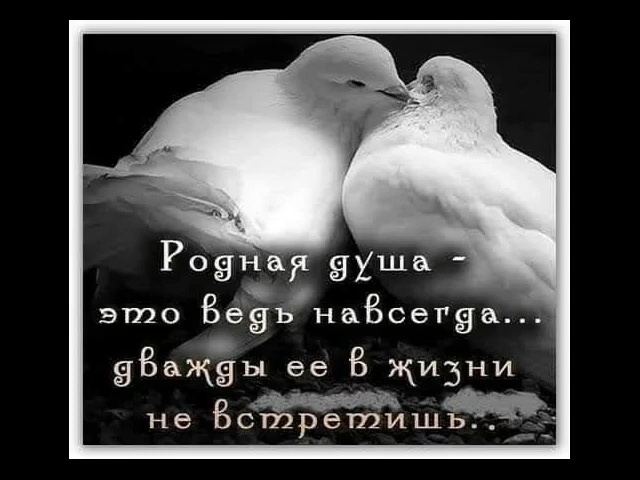 Родная душа -
это ведь навсегда...
дважды ее в жизни
не встретишь..